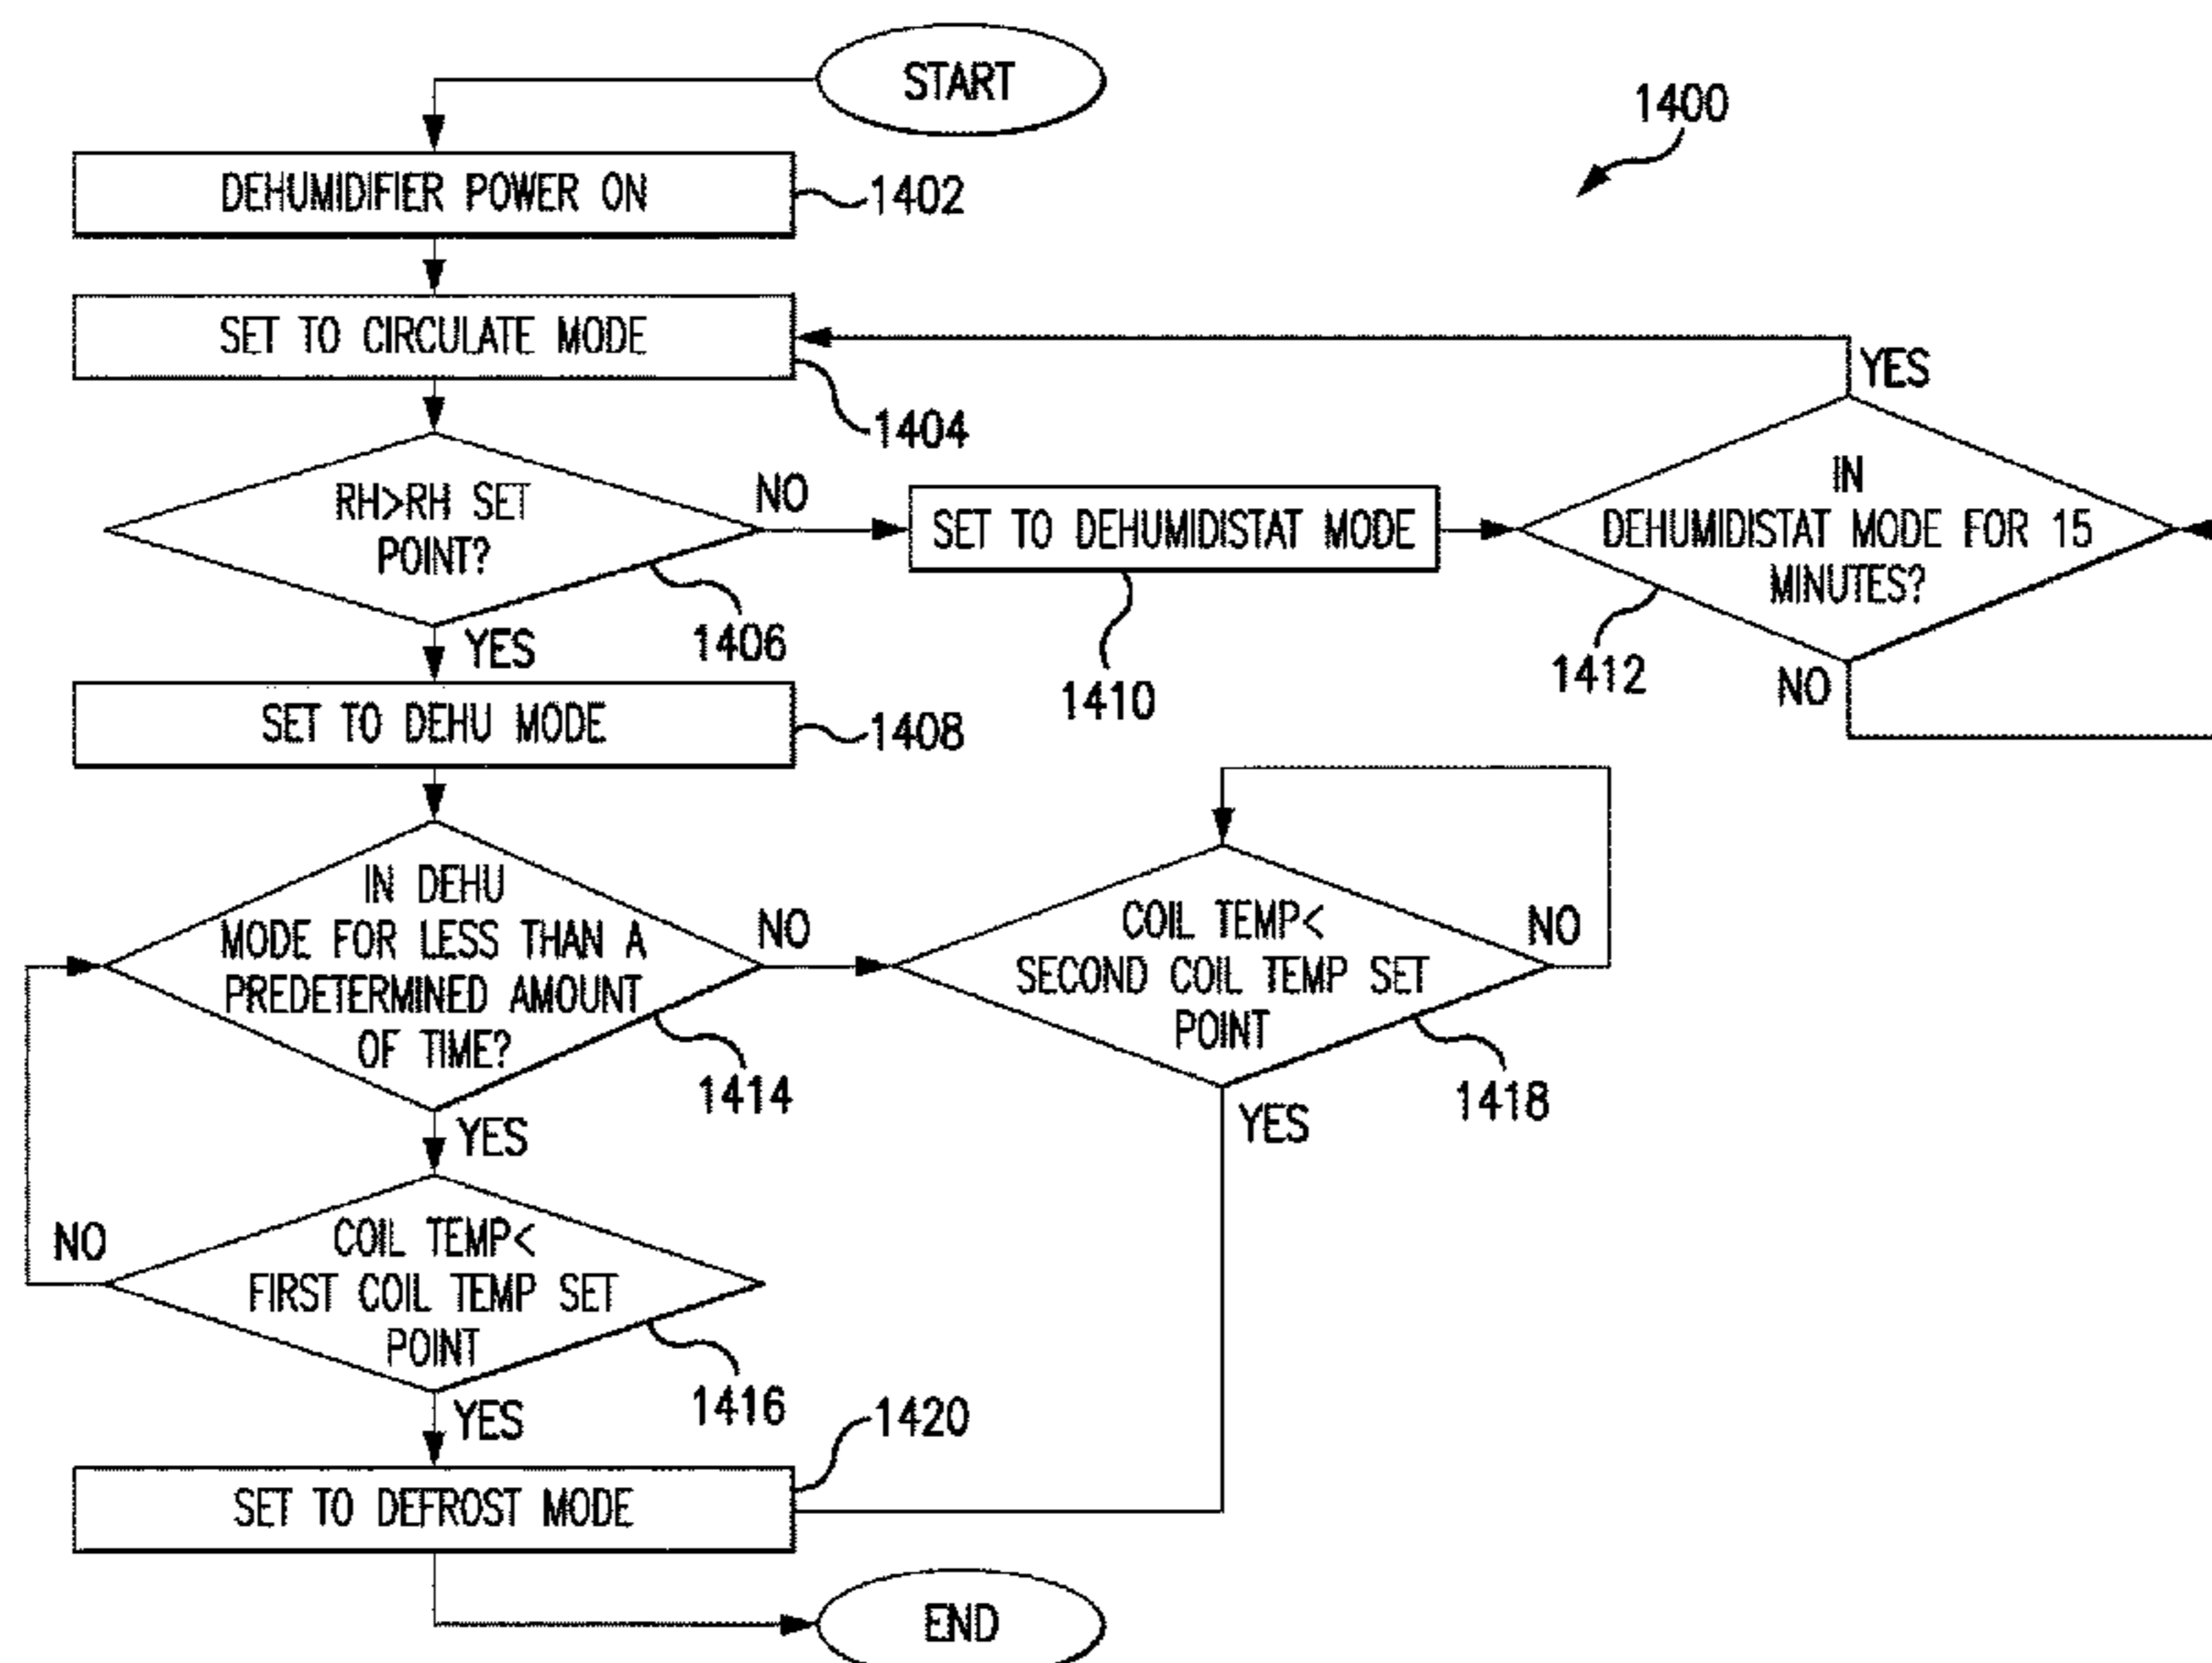 START
1400
DEHUMIDIFIER POWER ON
1402
SET TO CIRCULATE MODE
1404
YES
RH>RH SET
POINT?
NO
1406
SET TO DEHUMIDISTAT MODE
1410
IN
DEHUMIDISTAT MODE FOR 15
MINUTES?
1412
NO
YES
SET TO DEHU MODE
1408
IN DEHU
MODE FOR LESS THAN A
PREDETERMINED AMOUNT
OF TIME?
NO
1414
COIL TEMP<
SECOND COIL TEMP SET
POINT
NO
1418
YES
YES
COIL TEMP<
FIRST COIL TEMP SET
POINT
NO
1416
YES
1420
SET TO DEFROST MODE
END